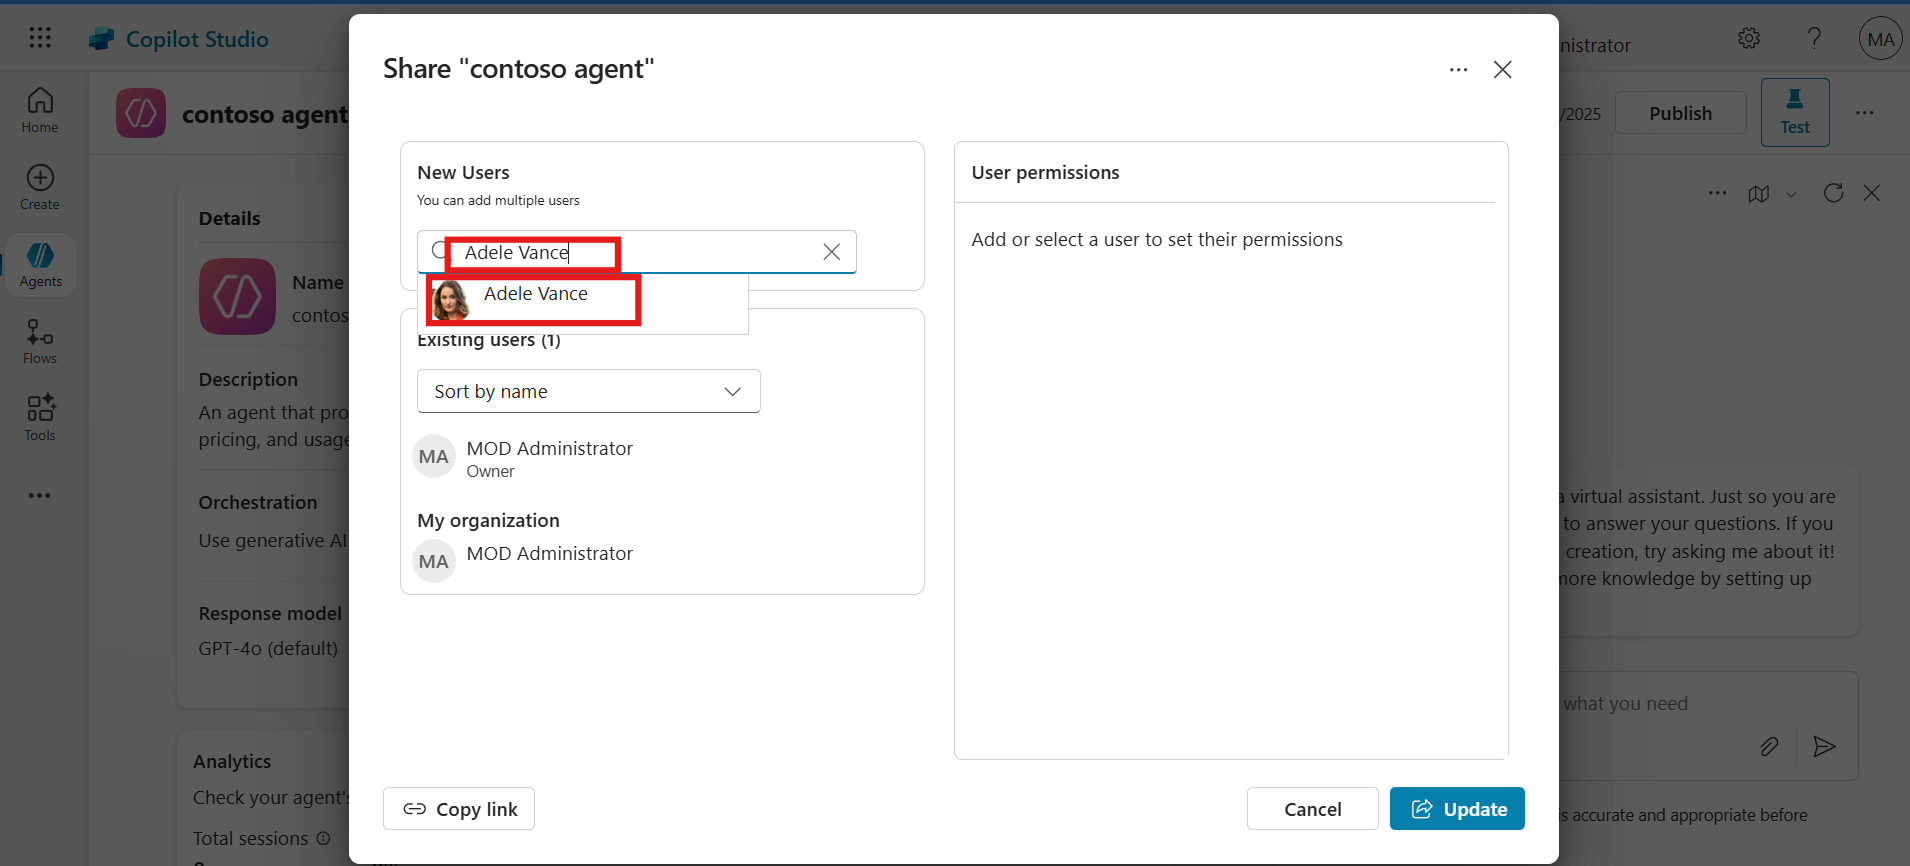 Copilot Studio
nistrator
MA
Home
Create
Agents
Flows
Tools
contoso agent
/2025
Publish
Test
Details
Name
contos
Description
An agent that pro
pricing, and usage
Orchestration
Use generative AI
Response model
GPT-4o (default)
Analytics
Check your agent's
Total sessions
Share "contoso agent"
New Users
You can add multiple users
Adele Vance
Adele Vance
Existing users (1)
Sort by name
MA
MOD Administrator
Owner
My organization
MA
MOD Administrator
User permissions
Add or select a user to set their permissions
Copy link
Cancel
Update
a virtual assistant. Just so you are
to answer your questions. If you
creation, try asking me about it!
more knowledge by setting up
what you need
is accurate and appropriate before